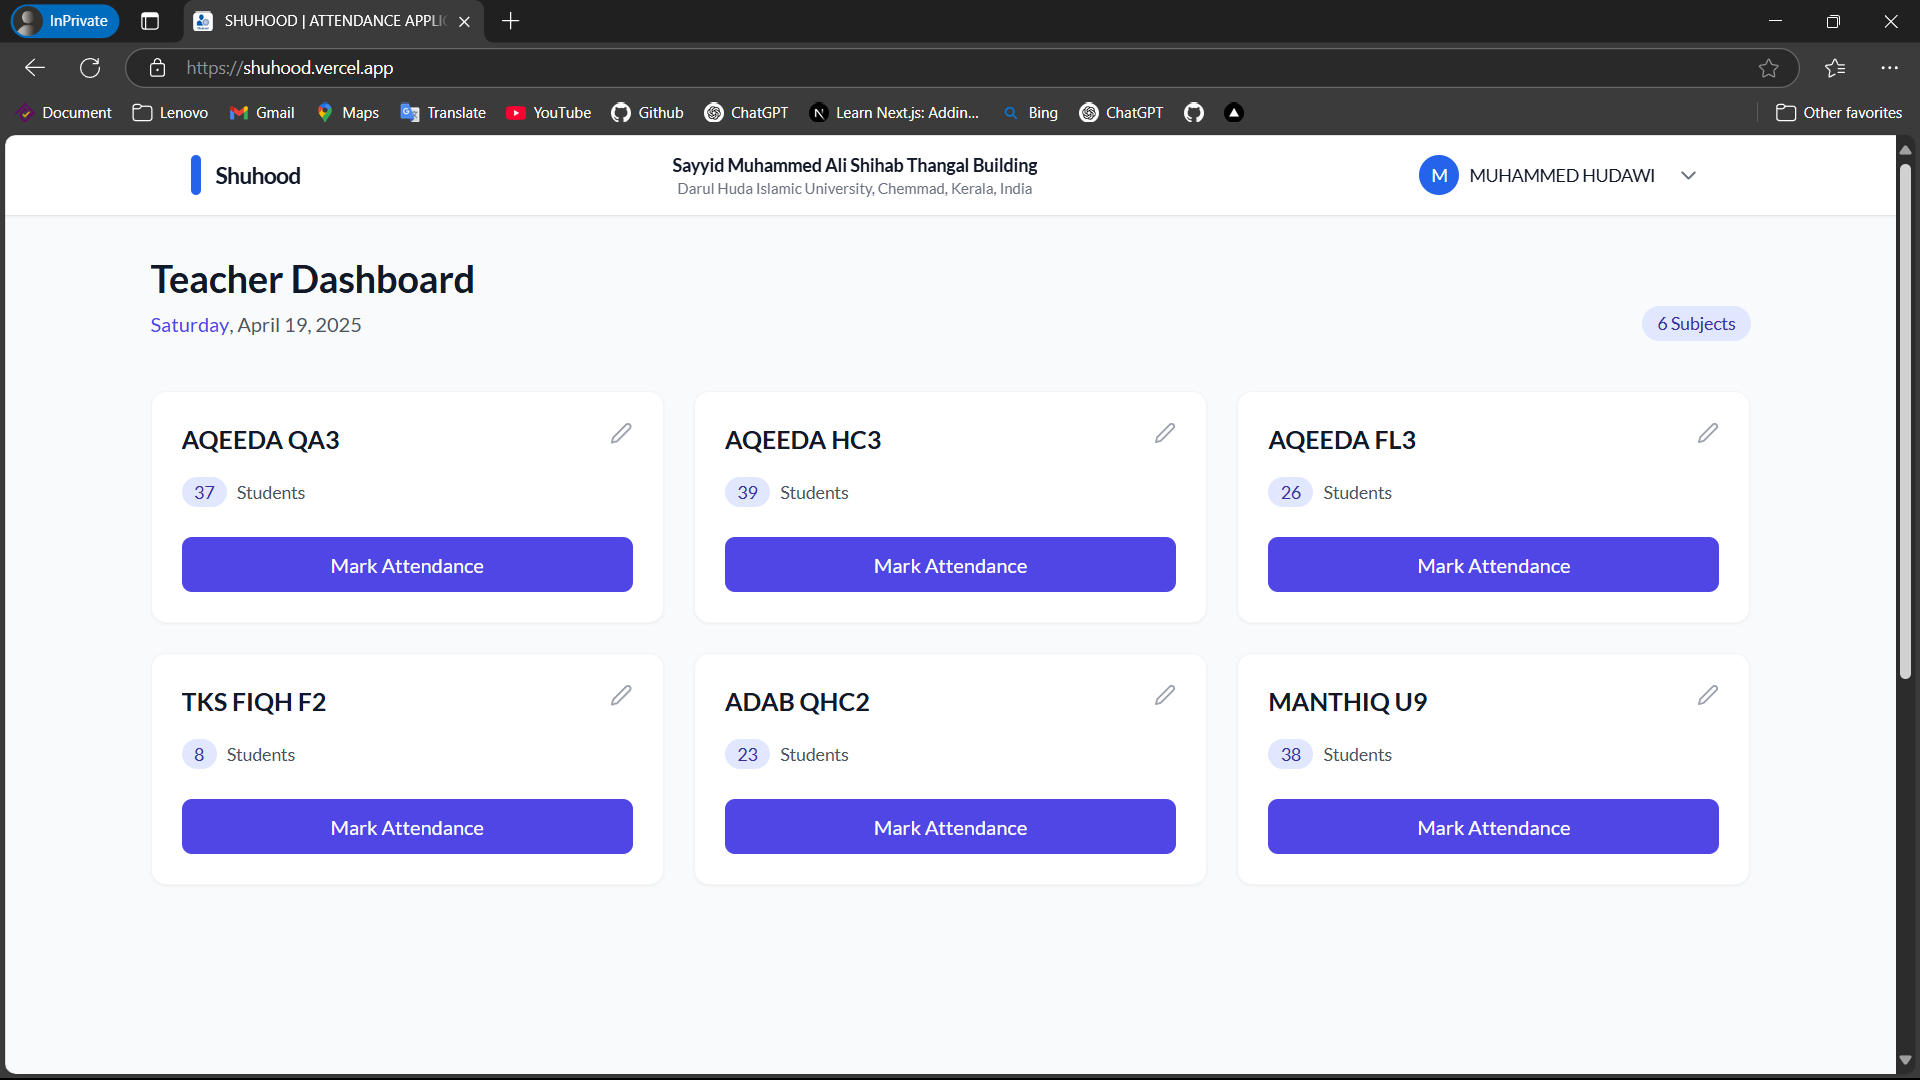 InPrivate
SHUHOOD | ATTENDANCE APPLIC
https://shuhood.vercel.app
Document Lenovo Gmail Maps Translate YouTube Github ChatGPT Learn Next.js: Addin... Bing ChatGPT Other favorites
Shuhood
Sayyid Muhammed Ali Shihab Thangal Building
Darul Huda Islamic University, Chemmad, Kerala, India
M MUHAMMED HUDAWI
Teacher Dashboard
Saturday, April 19, 2025
6 Subjects
AQEEDA QA3
37 Students
Mark Attendance
AQEEDA HC3
39 Students
Mark Attendance
AQEEDA FL3
26 Students
Mark Attendance
TKS FIQH F2
8 Students
Mark Attendance
ADAB QHC2
23 Students
Mark Attendance
MANTHIQ U9
38 Students
Mark Attendance